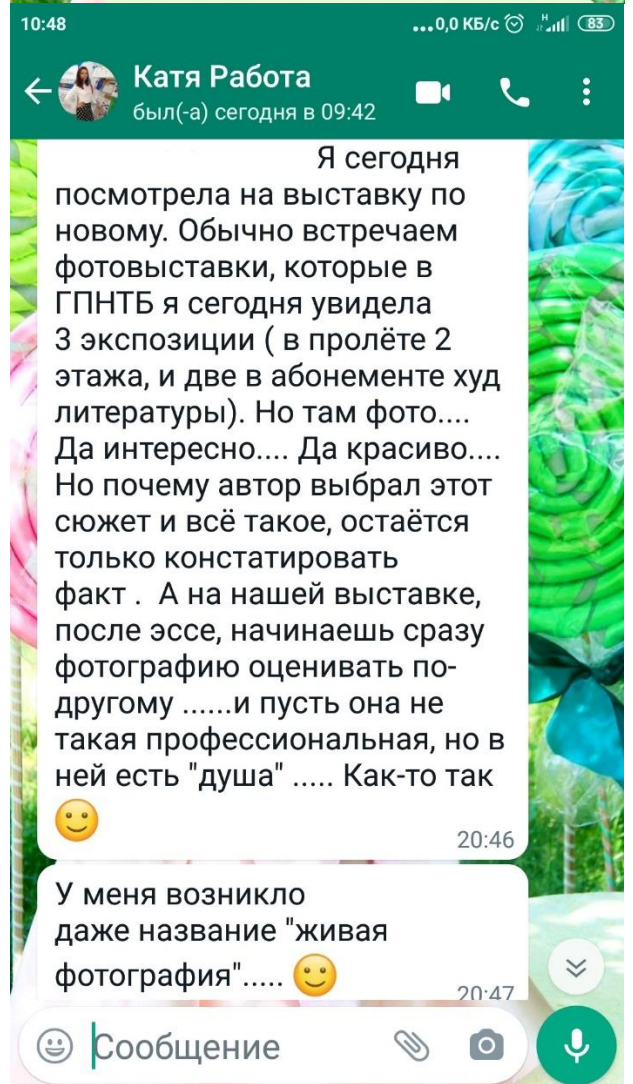 10:48
...0,0 КБ/с
H
83
Катя Работа
был(-а) сегодня в 09:42
Я сегодня
посмотрела на выставку по
новому. Обычно встречаем
фотовыставки, которые в
ГПНТБ я сегодня увидела
3 экспозиции ( в пролёте 2
этажа, и две в абонементе худ
литературы). Но там фото....
Да интересно.... Да красиво....
Но почему автор выбрал этот
сюжет и всё такое, остаётся
только констатировать
факт .  А на нашей выставке,
после эссе, начинаешь сразу
фотографию оценивать по-
другому ......и пусть она не
такая профессиональная, но в
ней есть "душа" ..... Как-то так
🙂
20:46
У меня возникло
даже название "живая
фотография"..... 🙂
20:47
Сообщение